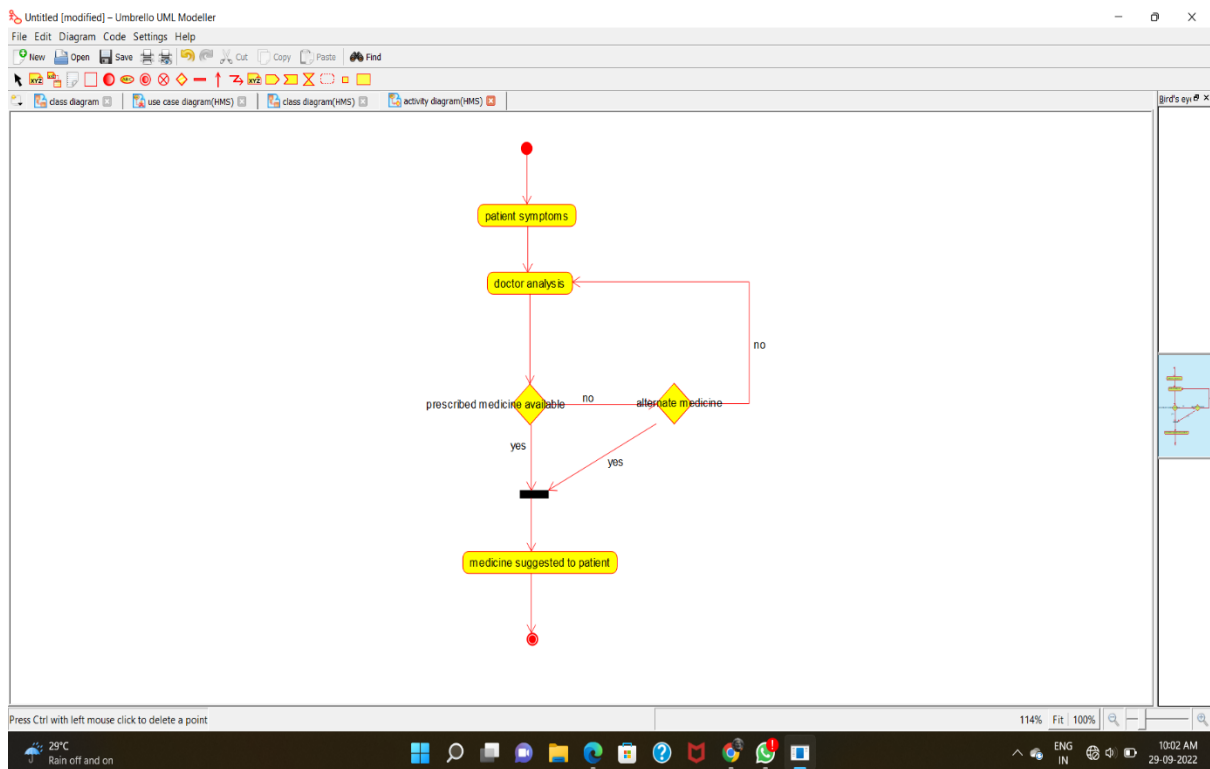 Untitled [modified] – Umbrello UML Modeller
File Edit Diagram Code Settings Help
New Open Save Cut Copy Paste Find
XYZ XYZ
class diagram use case diagram(HMS) class diagram(HMS) activity diagram(HMS)
Bird's eye
patient symptoms
doctor analysis
no
prescribed medicine available no alternate medicine
yes
yes
medicine suggested to patient
Press Ctrl with left mouse click to delete a point
114% Fit 100%
29°C
Rain off and on
ENG
IN
10:02 AM
29-09-2022